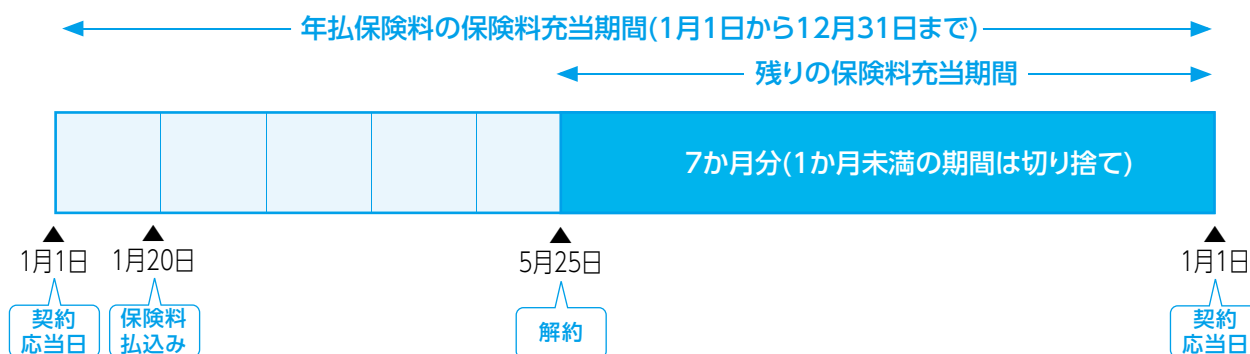 年払保険料の保険料充当期間(1月1日から12月31日まで)
残りの保険料充当期間
7か月分(1か月未満の期間は切り捨て)
1月1日
1月20日
5月25日
1月1日
契約
応当日
保険料
払込み
解約
契約
応当日